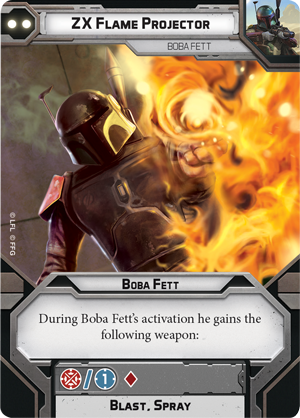 ZX Flame Projector
BOBA FETT
© LFL © FFG
Boba Fett
During Boba Fett's activation he gains the
following weapon:
/ 1
Blast, Spray